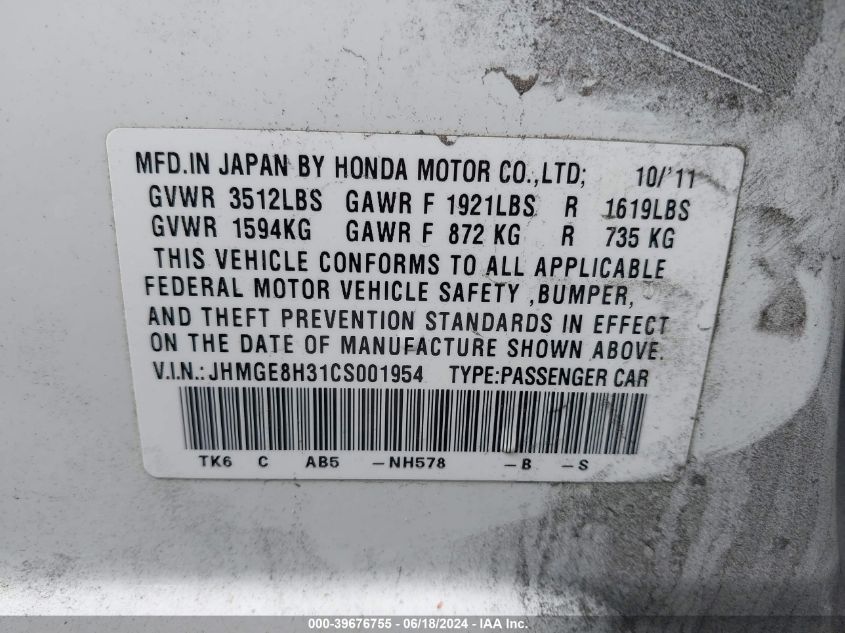 MFD.IN JAPAN BY HONDA MOTOR CO.,LTD; 10/'11
GVWR 3512LBS GAWR F 1921LBS R 1619LBS
GVWR 1594KG GAWR F 872 KG R 735 KG
THIS VEHICLE CONFORMS TO ALL APPLICABLE
FEDERAL MOTOR VEHICLE SAFETY ,BUMPER,
AND THEFT PREVENTION STANDARDS IN EFFECT
ON THE DATE OF MANUFACTURE SHOWN ABOVE.
V.I.N.:JHMGE8H31CS001954 TYPE:PASSENGER CAR
TK6 C AB5 -NH578 -B -S
000-39676755 - 06/18/2024 - IAA Inc.